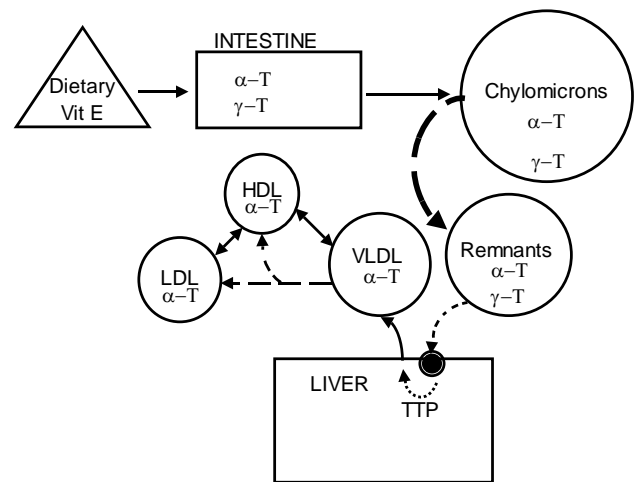 Dietary
Vit E
INTESTINE
α–T
γ–T
Chylomicrons
α–T
γ–T
HDL
α–T
LDL
α–T
VLDL
α–T
Remnants
α–T
γ–T
LIVER
TTP